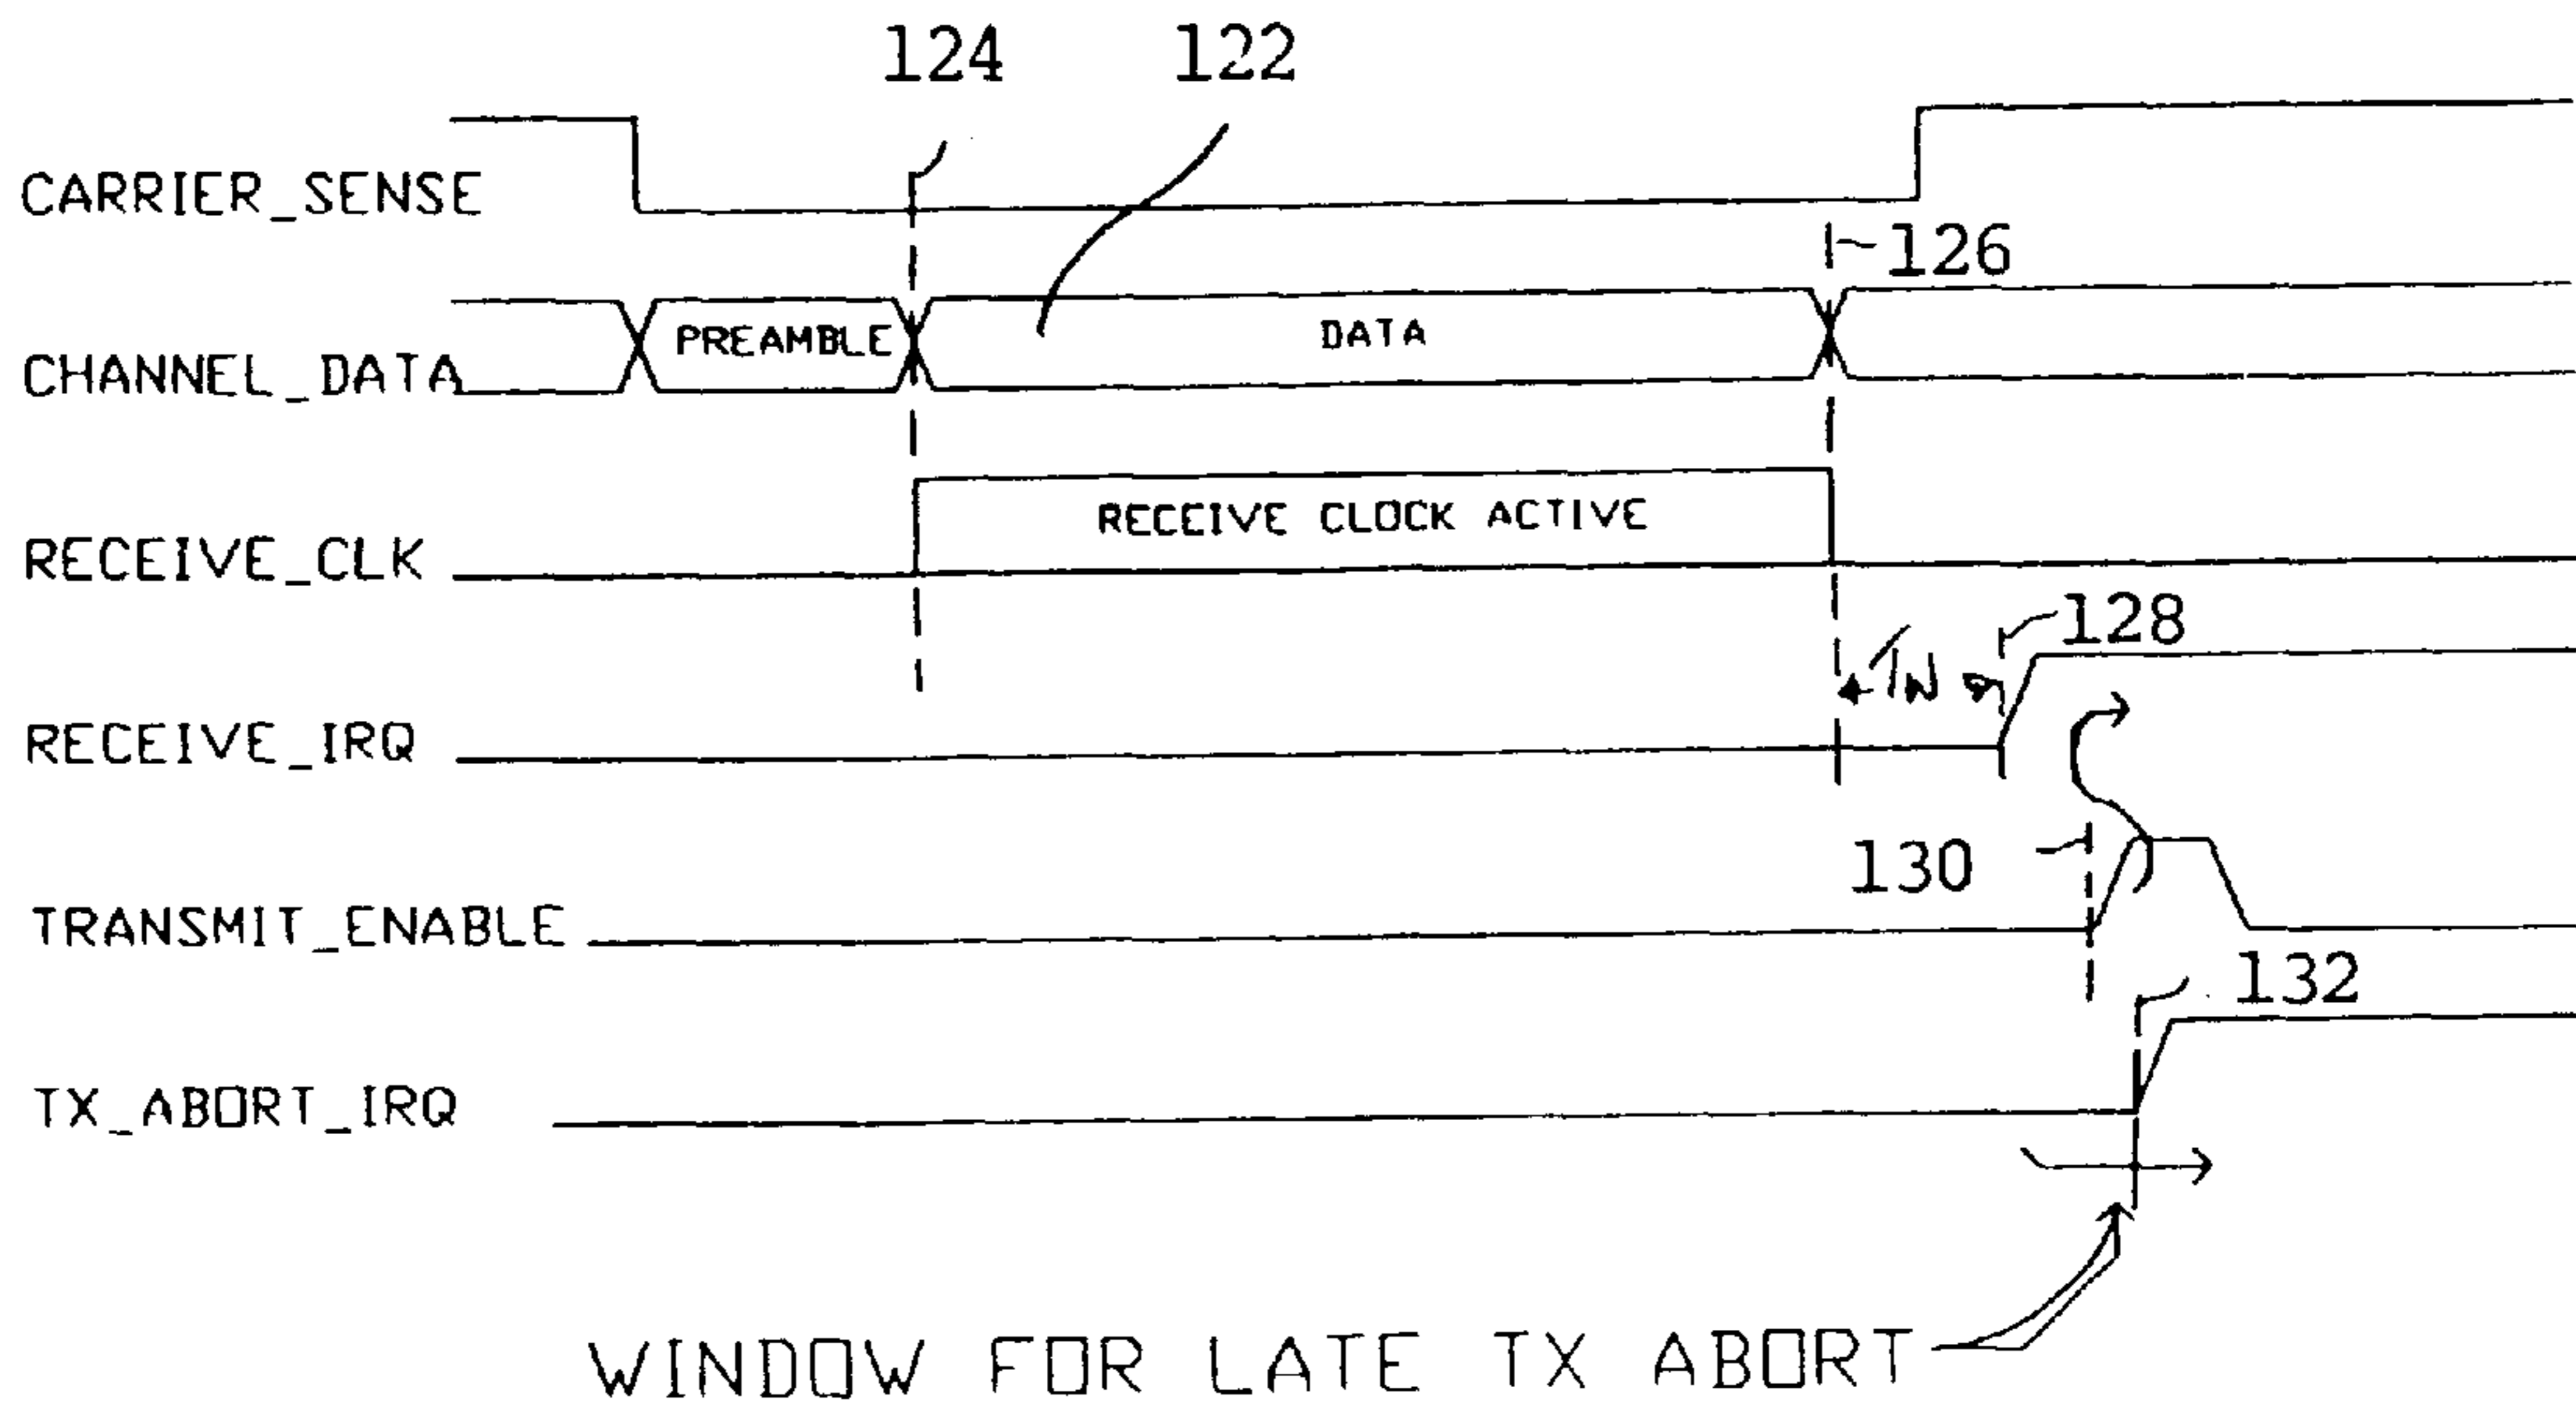 124 122
CARRIER_SENSE
126
CHANNEL_DATA
PREAMBLE
DATA
RECEIVE CLOCK ACTIVE
RECEIVE_CLK
128
TN
RECEIVE_IRQ
130
TRANSMIT_ENABLE
132
TX_ABORT_IRQ
WINDOW FOR LATE TX ABORT